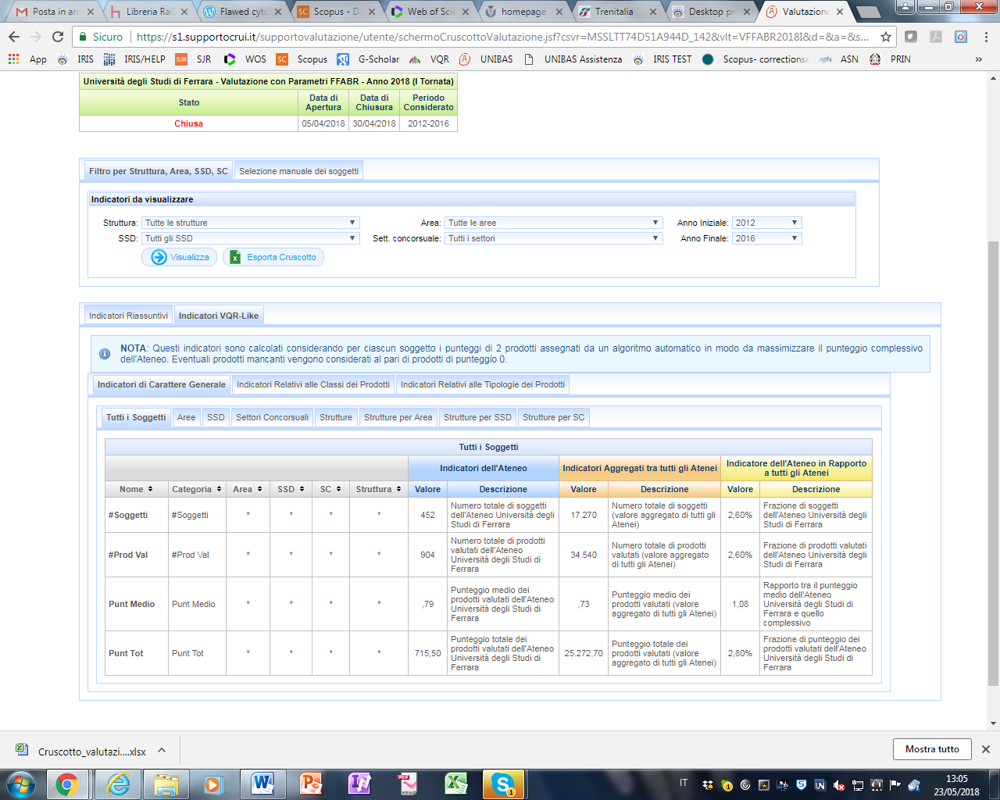 Posta in arr
Libreria Rai
Flawed cyto
Scopus - Do
Web of Scie
homepage
Trenitalia
Desktop pro
Valutazione
Sicuro | https://s1.supportocrui.it/supportovalutazione/utente/schermoCruscottoValutazione.jsf?csvr=MSSLTT74D51A944D_142&vlt=VFFABR2018I&d=&a=&s...
App IRIS IRIS/HELP SJR WOS Scopus G-Scholar VQR UNIBAS UNIBAS Assistenza IRIS TEST Scopus- corrections ASN PRIN »
Università degli Studi di Ferrara - Valutazione con Parametri FFABR - Anno 2018 (I Tornata)
Stato
Data di Apertura
Data di Chiusura
Periodo Considerato
Chiusa 05/04/2018 30/04/2018 2012-2016
Filtro per Struttura, Area, SSD, SC
Selezione manuale dei soggetti
Indicatori da visualizzare
Struttura: Tutte le strutture Area: Tutte le aree Anno Iniziale: 2012
SSD: Tutti gli SSD Sett. concorsuale: Tutti i settori Anno Finale: 2016
Visualizza Esporta Cruscotto
Indicatori Riassuntivi Indicatori VQR-Like
NOTA: Questi indicatori sono calcolati considerando per ciascun soggetto i punteggi di 2 prodotti assegnati da un algoritmo automatico in modo da massimizzare il punteggio complessivo
dell'Ateneo. Eventuali prodotti mancanti vengono considerati al pari di prodotti di punteggio 0.
Indicatori di Carattere Generale Indicatori Relativi alle Classi dei Prodotti Indicatori Relativi alle Tipologie dei Prodotti
Tutti i Soggetti Aree SSD Settori Concorsuali Strutture Strutture per Area Strutture per SSD Strutture per SC
Tutti i Soggetti
Indicatori dell'Ateneo
Indicatori Aggregati tra tutti gli Atenei
Indicatore dell'Ateneo in Rapporto
a tutti gli Atenei
Nome Categoria Area SSD SC Struttura Valore Descrizione Valore Descrizione Valore Descrizione
#Soggetti #Soggetti * * * * 452
Numero totale di soggetti
dell'Ateneo Università degli
Studi di Ferrara
17.270
Numero totale di soggetti
(valore aggregato di tutti gli
Atenei)
2,60%
Frazione di soggetti
dell'Ateneo Università degli
Studi di Ferrara
#Prod Val #Prod Val * * * * 904
Numero totale di prodotti
valutati dell'Ateneo
Università degli Studi di
Ferrara
34.540
Numero totale di prodotti
valutati (valore aggregato
di tutti gli Atenei)
2,60%
Frazione di prodotti valutati
dell'Ateneo Università degli
Studi di Ferrara
Punt Medio Punt Medio * * * * ,79
Punteggio medio dei
prodotti valutati dell'Ateneo
Università degli Studi di
Ferrara
,73
Punteggio medio dei
prodotti valutati (valore
aggregato di tutti gli Atenei)
1,08
Rapporto tra il punteggio
medio dell'Ateneo
Università degli Studi di
Ferrara e quello
complessivo
Punt Tot Punt Tot * * * * 715,50
Punteggio totale dei
prodotti valutati dell'Ateneo
Università degli Studi di
Ferrara
25.272,70
Punteggio totale dei
prodotti valutati (valore
aggregato di tutti gli Atenei)
2,80%
Frazione di punteggio dei
prodotti valutati dell'Ateneo
Università degli Studi di
Ferrara
Cruscotto_valutazi....xlsx
Mostra tutto
IT
13:05
23/05/2018